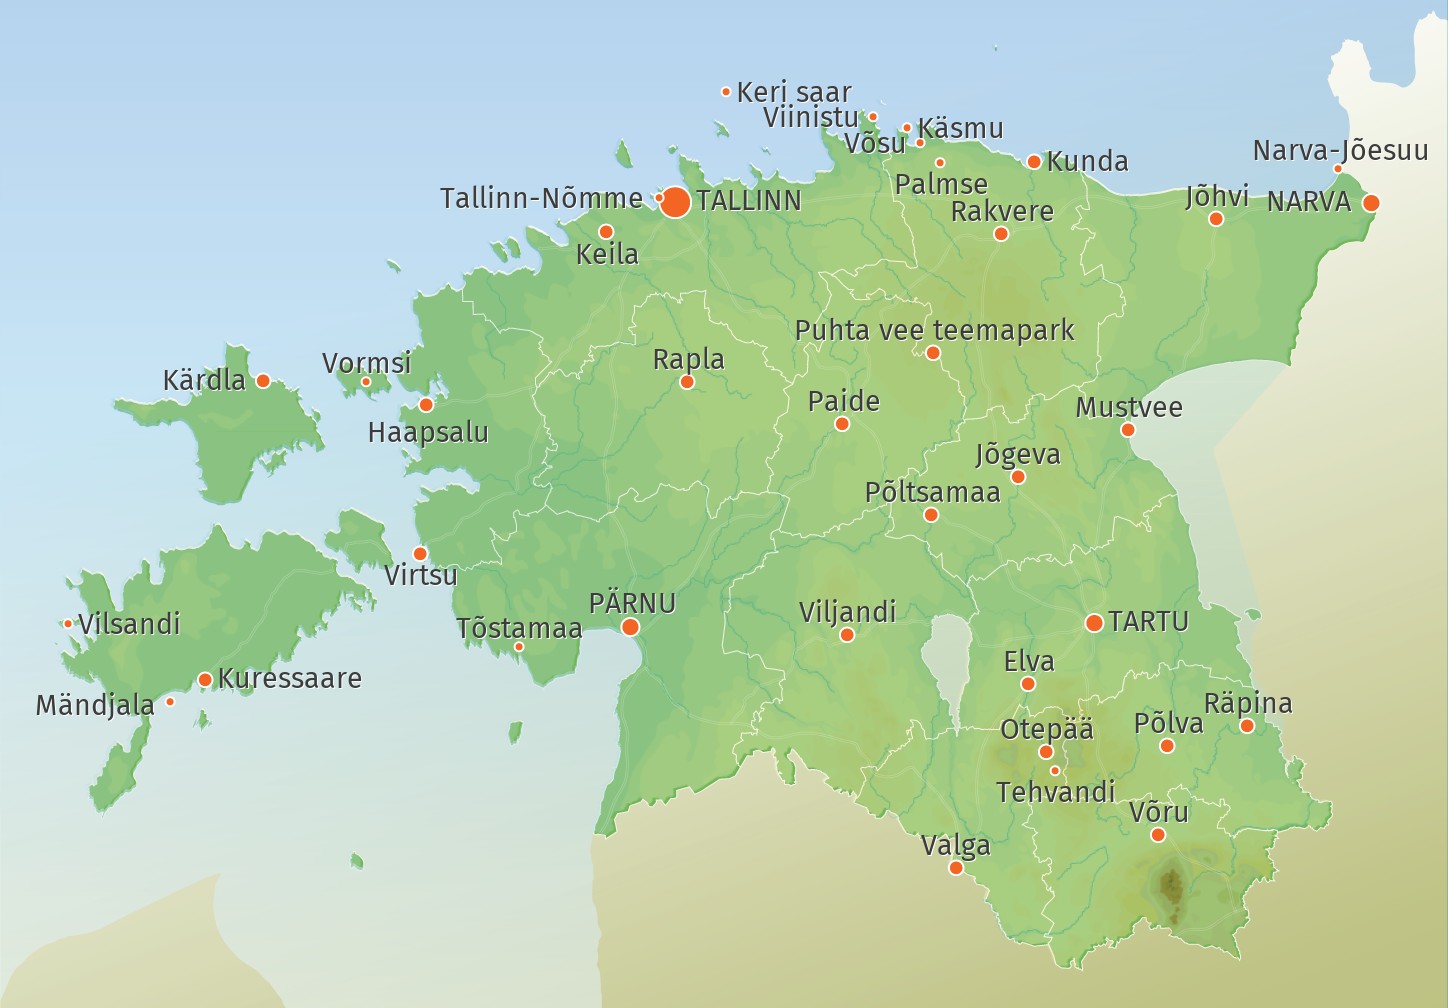 Keri saar
Viinistu
Käsmu
Võsu
Narva-Jõesuu
Kunda
Palmse
Tallinn-Nõmme
TALLINN
Jõhvi
NARVA
Rakvere
Keila
Puhta vee teemapark
Rapla
Vormsi
Kärdla
Paide
Mustvee
Haapsalu
Jõgeva
Põltsamaa
Virtsu
PÄRNU
Viljandi
TARTU
Vilsandi
Tõstamaa
Elva
Kuressaare
Mändjala
Räpina
Otepää
Põlva
Tehvandi
Võru
Valga